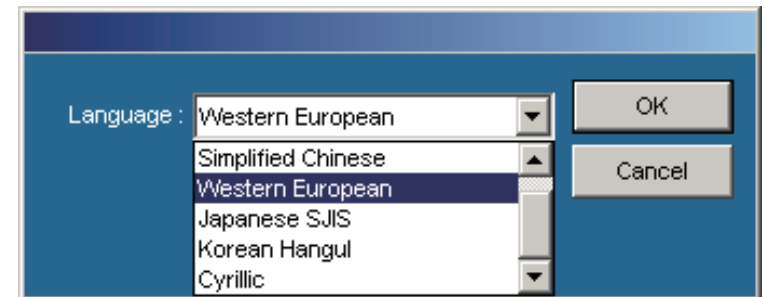 Language : Western European OK
Simplified Chinese
Western European
Cancel
Japanese SJIS
Korean Hangul
Cyrillic